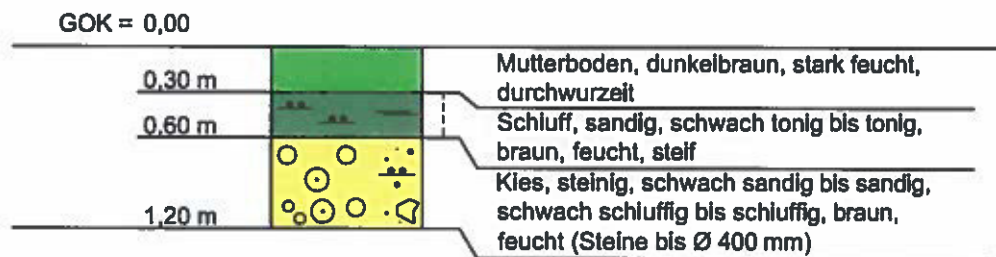 GOK = 0,00
Mutterboden, dunkelbraun, stark feucht,
0,30 m
durchwurzelt
0,60 m
Schluff, sandig, schwach tonig bis tonig,
braun, feucht, steif
Kies, steinig, schwach sandig bis sandig,
1,20 m
schwach schluffig bis schluffig, braun,
feucht (Steine bis Ø 400 mm)